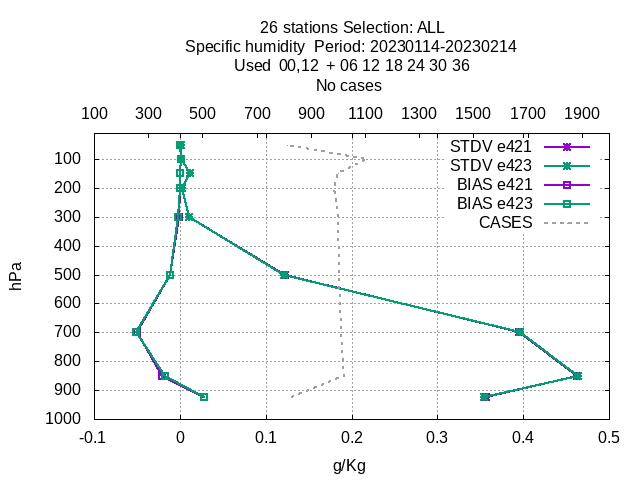 26 stations Selection: ALL
Specific humidity  Period: 20230114-20230214
Used  00,12  + 06 12 18 24 30 36
No cases
100 300 500 700 900 1100 1300 1500 1700 1900
STDV e421
STDV e423
BIAS e421
BIAS e423
CASES
100
200
300
400
500
600
700
800
900
1000
hPa
-0.1 0 0.1 0.2 0.3 0.4 0.5
g/Kg